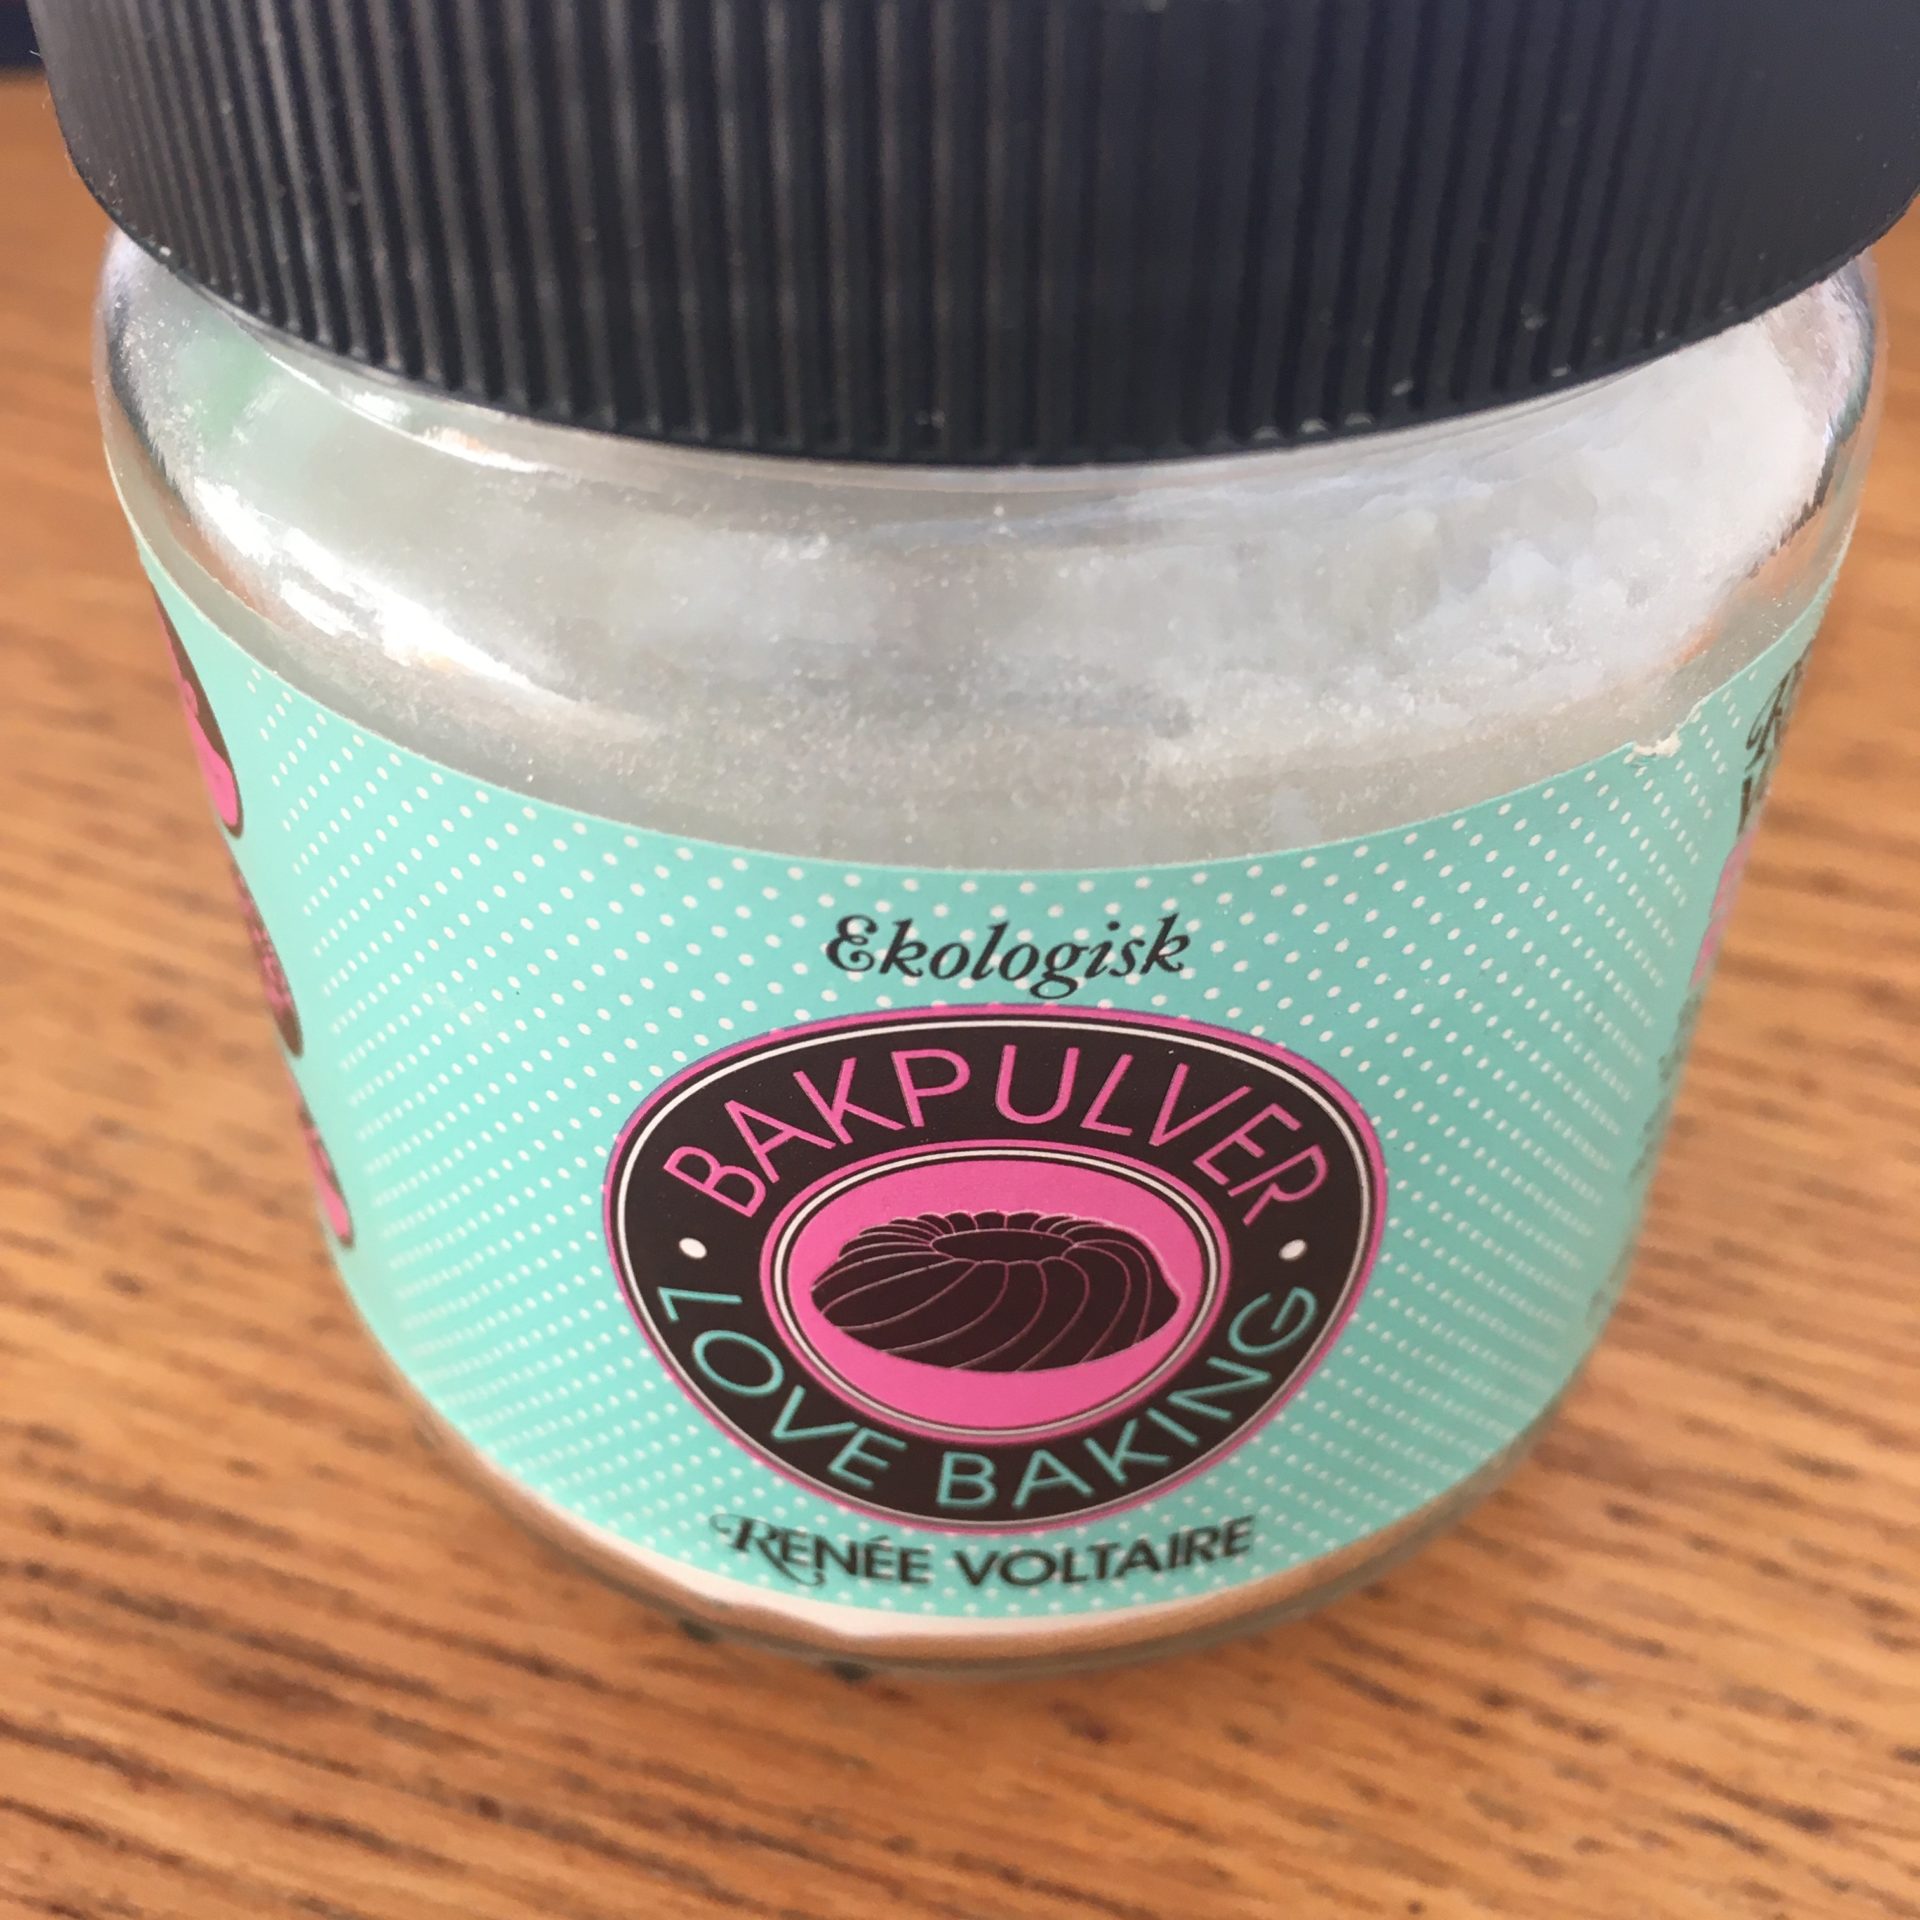 Ekologisk
BAKPULVER
LOVE BAKING
RENÉE VOLTAIRE